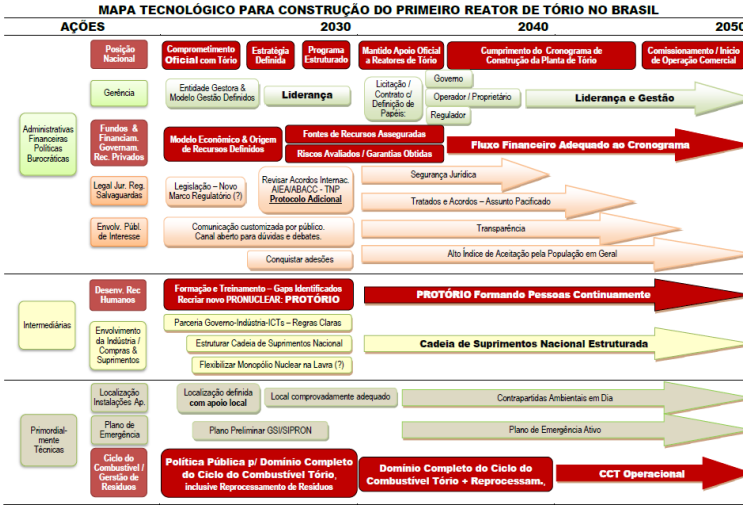 MAPA TECNOLÓGICO PARA CONSTRUÇÃO DO PRIMEIRO REATOR DE TÓRIO NO BRASIL
AÇÕES 2030 2040 2050
Administrativas
Financeiras
Políticas
Burocráticas
Posição
Nacional
Comprometimento
Oficial com Tório
Estratégia
Definida
Programa
Estruturado
Mantido Apoio Oficial
a Reatores de Tório
Cumprimento do Cronograma de
Construção da Planta de Tório
Comissionamento / Início
de Operação Comercial
Gerência
Entidade Gestora &
Modelo Gestão Definidos
Liderança
Licitação /
Contrato c/
Definição de
Papéis:
Governo
Operador / Proprietário
Regulador
Liderança e Gestão
Fundos &
Financiam.
Governam.
Rec. Privados
Modelo Econômico & Origem
de Recursos Definidos
Fontes de Recursos Asseguradas
Riscos Avaliados / Garantias Obtidas
Fluxo Financeiro Adequado ao Cronograma
Legal Jur. Reg.
Salvaguardas
Legislação – Novo
Marco Regulatório (?)
Revisar Acordos Internac.
AIEA/ABACC - TNP
Protocolo Adicional
Segurança Jurídica
Tratados e Acordos – Assunto Pacificado
Envolv. Públ.
de Interesse
Comunicação customizada por público.
Canal aberto para dúvidas e debates.
Conquistar adesões
Transparência
Alto Índice de Aceitação pela População em Geral
Intermediárias
Desenv. Rec
Humanos
Formação e Treinamento – Gaps Identificados
Recriar novo PRONUCLEAR: PROTÓRIO
PROTÓRIO Formando Pessoas Continuamente
Envolvimento
da Indústria /
Compras &
Suprimentos
Parceria Governo-Indústria-ICTs – Regras Claras
Estruturar Cadeia de Suprimentos Nacional
Flexibilizar Monopólio Nuclear na Lavra (?)
Cadeia de Suprimentos Nacional Estruturada
Primordial-
mente
Técnicas
Localização
Instalações Ap.
Localização definida
com apoio local
Local comprovadamente adequado
Contrapartidas Ambientais em Dia
Plano de
Emergência
Plano Preliminar GSI/SIPRON
Plano de Emergência Ativo
Ciclo do
Combustível /
Gerstão de
Resíduos
Política Pública p/ Domínio Completo
do Ciclo do Combustível Tório,
inclusive Reprocessamento de Resíduos
Domínio Completo do Ciclo do
Combustível Tório + Reprocessam.,
CCT Operacional